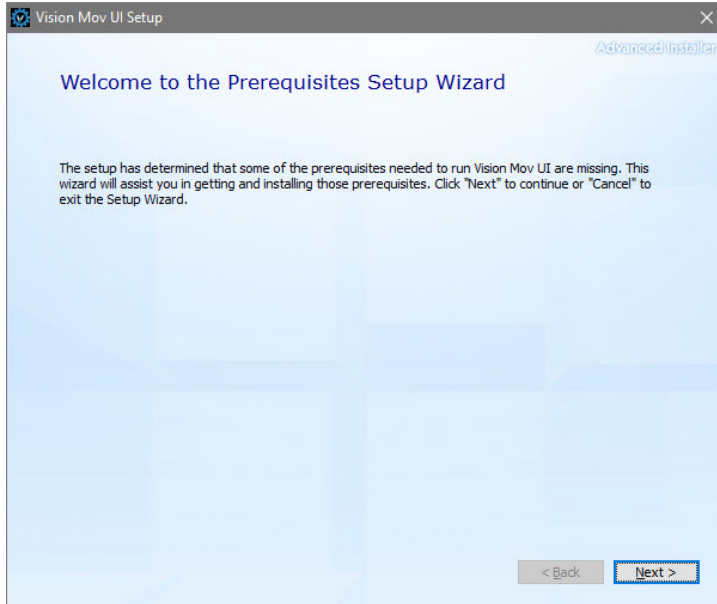 Vision Mov UI Setup
Advanced Installer
Welcome to the Prerequisites Setup Wizard
The setup has determined that some of the prerequisites needed to run Vision Mov UI are missing. This
wizard will assist you in getting and installing those prerequisites. Click "Next" to continue or "Cancel" to
exit the Setup Wizard.
< Back
Next >